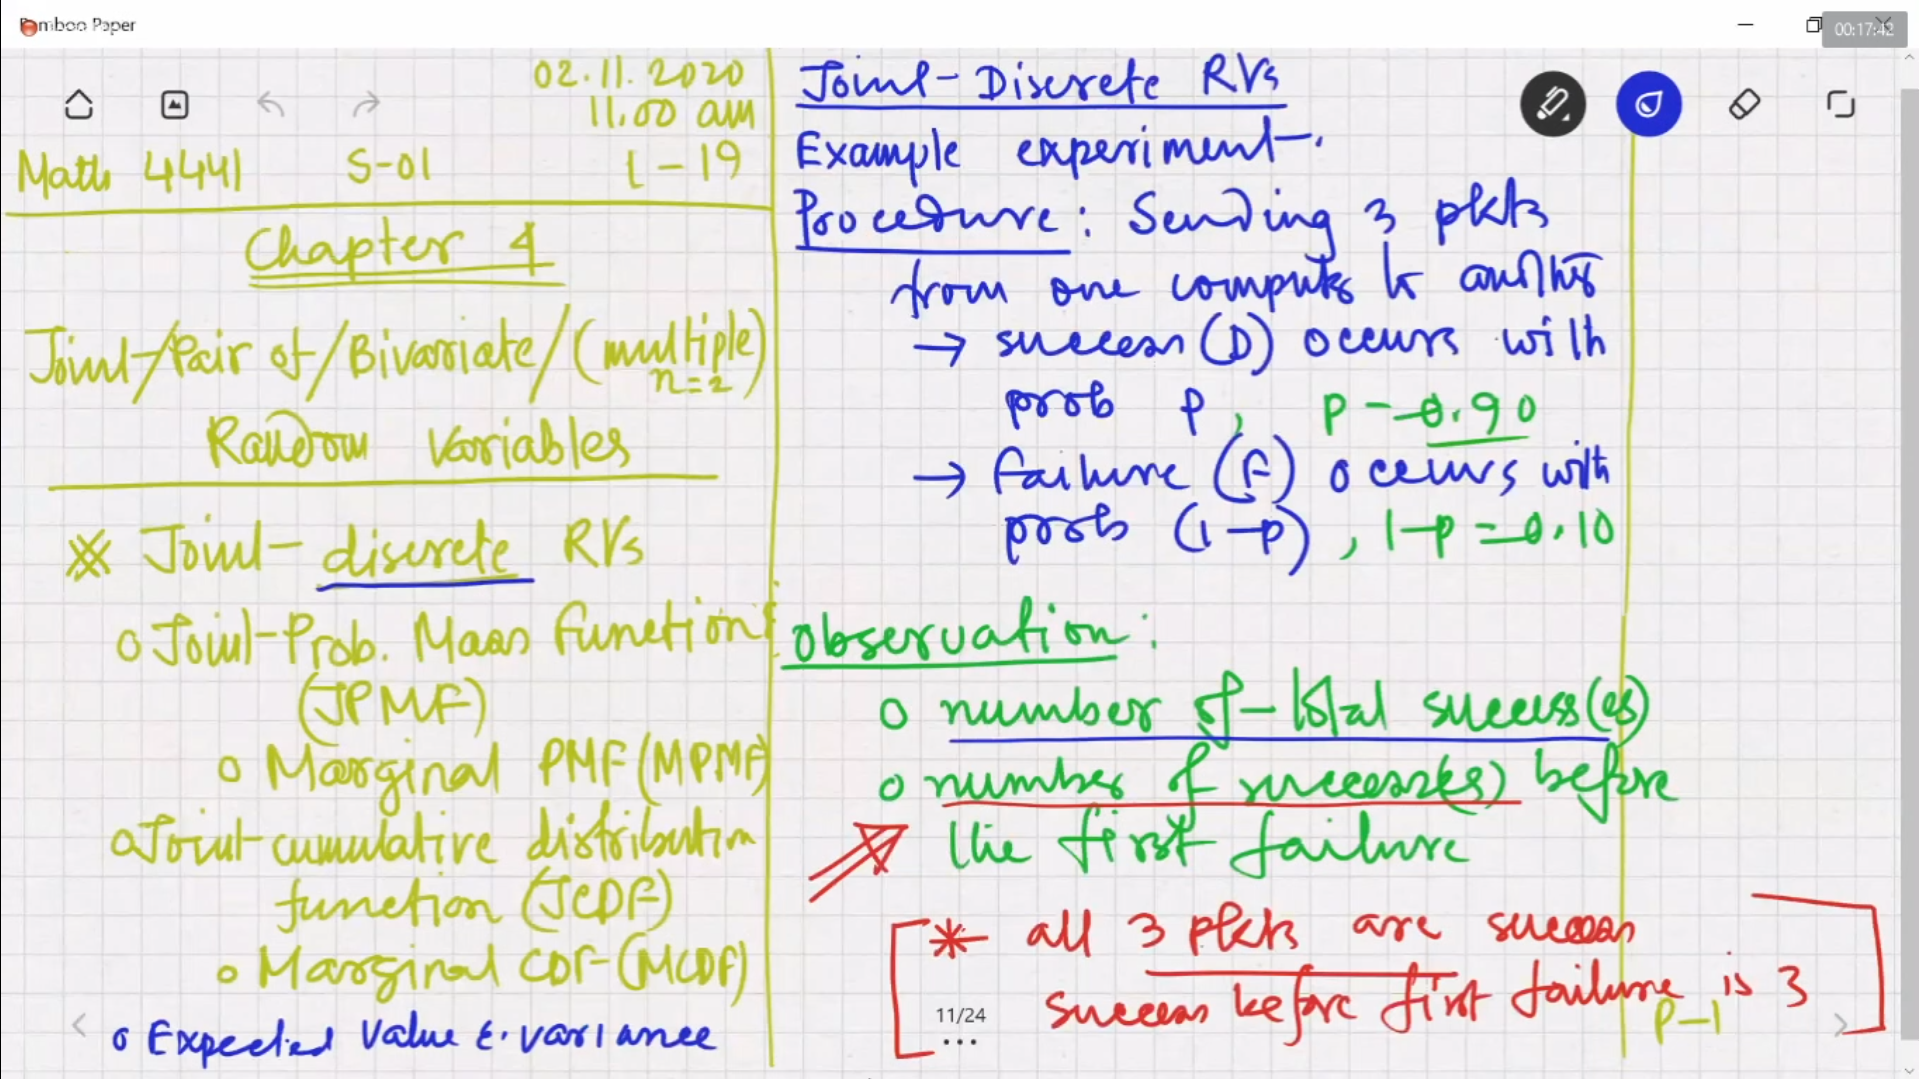 Bamboo Paper
00:17:42
02.11.2020
11.00 am
Math 4441 S-01 L-19
Chapter 4
Joint/Pair of/Bivariate/(multiple)
n=2
Random Variables
※ Joint discrete RVs
o Joint Prob. Mass Function
(JPMF)
o Marginal PMF (MPMF)
o Joint cumulative distribution
function (JCDF)
o Marginal CDF (MCDF)
o Expected Value & variance
Joint-Discrete RVs
Example experiment.
Procedure: Sending 3 pkts
from one computer to another
→ success (D) occurs with
prob p, p = 0.90
→ failure (F) occurs with
prob (1-p), 1-p = 0.10
Observation:
o number of total success(es)
o number of success(es) before
the first failure
* all 3 pkts are success
success before first failure is 3
11/24
P-1